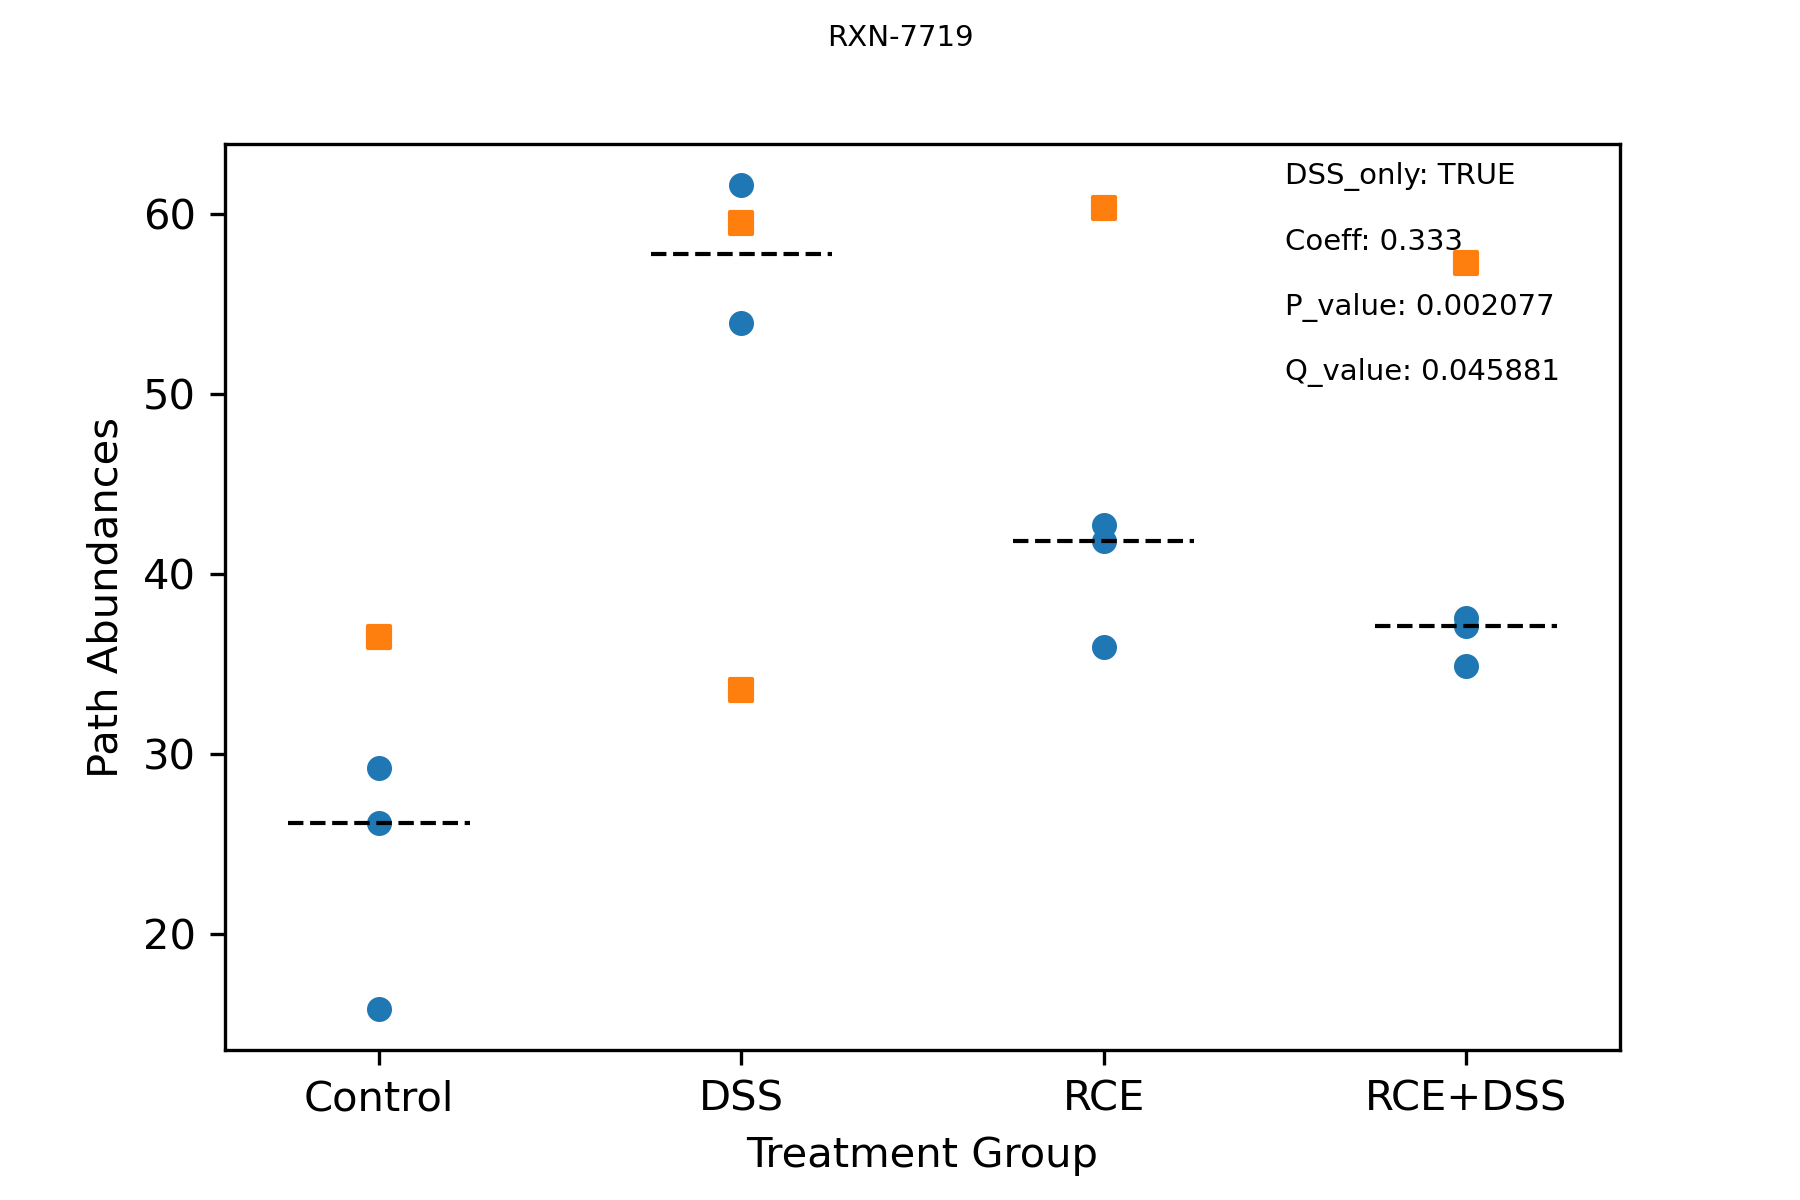 RXN-7719
DSS_only: TRUE
Coeff: 0.333
P_value: 0.002077
Q_value: 0.045881
60
50
40
30
20
Path Abundances
Control
DSS
RCE
RCE+DSS
Treatment Group